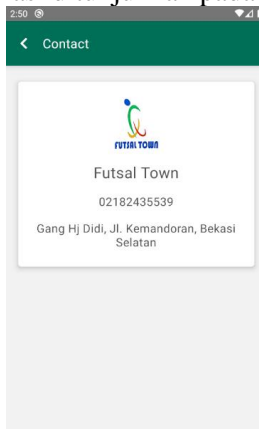 2:50
Contact
FUTSAL TOWN
Futsal Town
02182435539
Gang Hj Didi, Jl. Kemandoran, Bekasi
Selatan